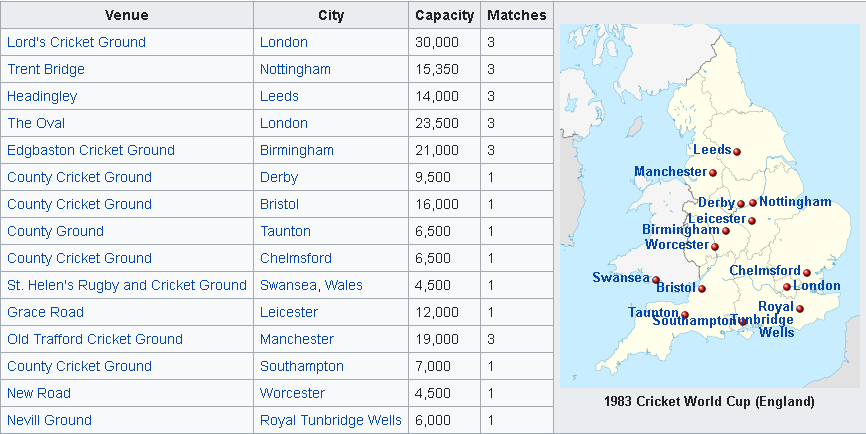 Venue City Capacity Matches
Lord's Cricket Ground London 30,000 3
Trent Bridge Nottingham 15,350 3
Headingley Leeds 14,000 3
The Oval London 23,500 3
Edgbaston Cricket Ground Birmingham 21,000 3
County Cricket Ground Derby 9,500 1
County Cricket Ground Bristol 16,000 1
County Ground Taunton 6,500 1
County Cricket Ground Chelmsford 6,500 1
St. Helen's Rugby and Cricket Ground Swansea, Wales 4,500 1
Grace Road Leicester 12,000 1
Old Trafford Cricket Ground Manchester 19,000 3
County Cricket Ground Southampton 7,000 1
New Road Worcester 4,500 1
Nevill Ground Royal Tunbridge Wells 6,000 1
Leeds
Manchester
Derby Nottingham
Leicester
Birmingham
Worcester
Chelmsford
Swansea
Bristol London
Royal
Taunton
Southampton Tunbridge
Wells
1983 Cricket World Cup (England)